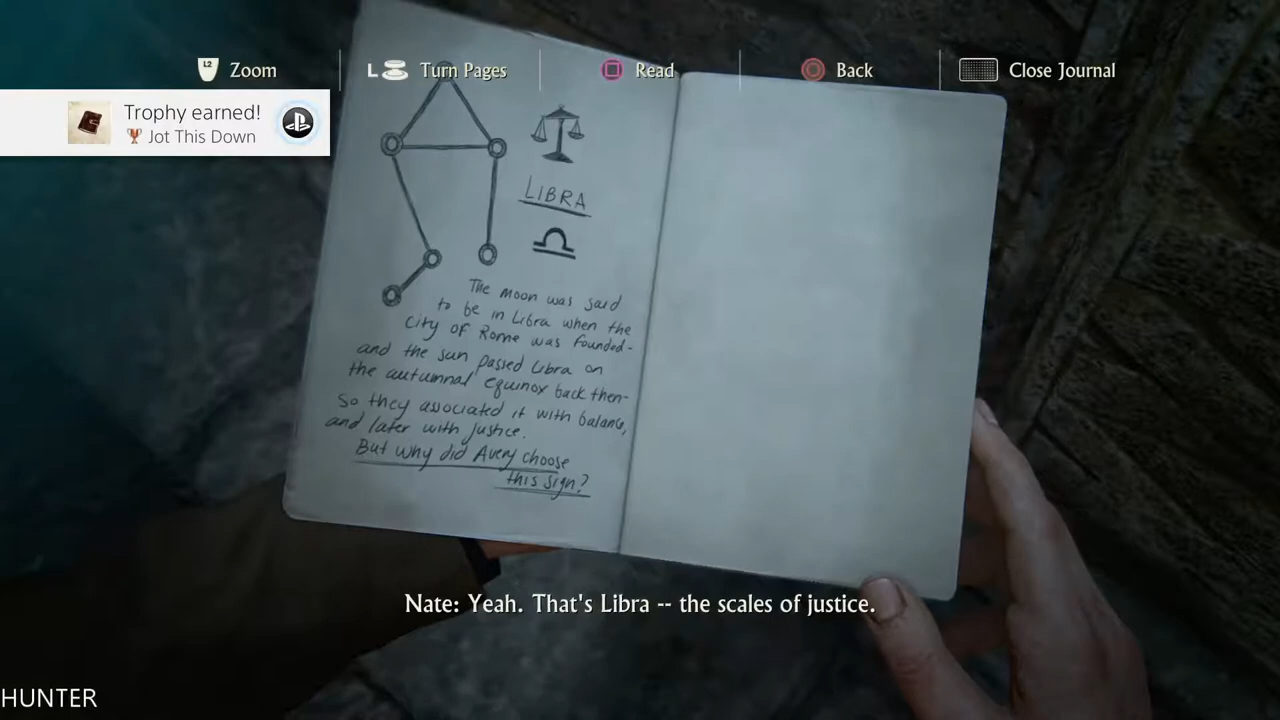 L2 Zoom
L Turn Pages
Read
Back
Close Journal
Trophy earned!
Jot This Down
LIBRA
The moon was said
to be in Libra when the
City of Rome was founded-
and the sun passed Libra on
the autumnal equinox back then-
So they associated it with balance,
and later with justice.
But why did Avery choose
this sign?
Nate: Yeah. That's Libra -- the scales of justice.
HUNTER